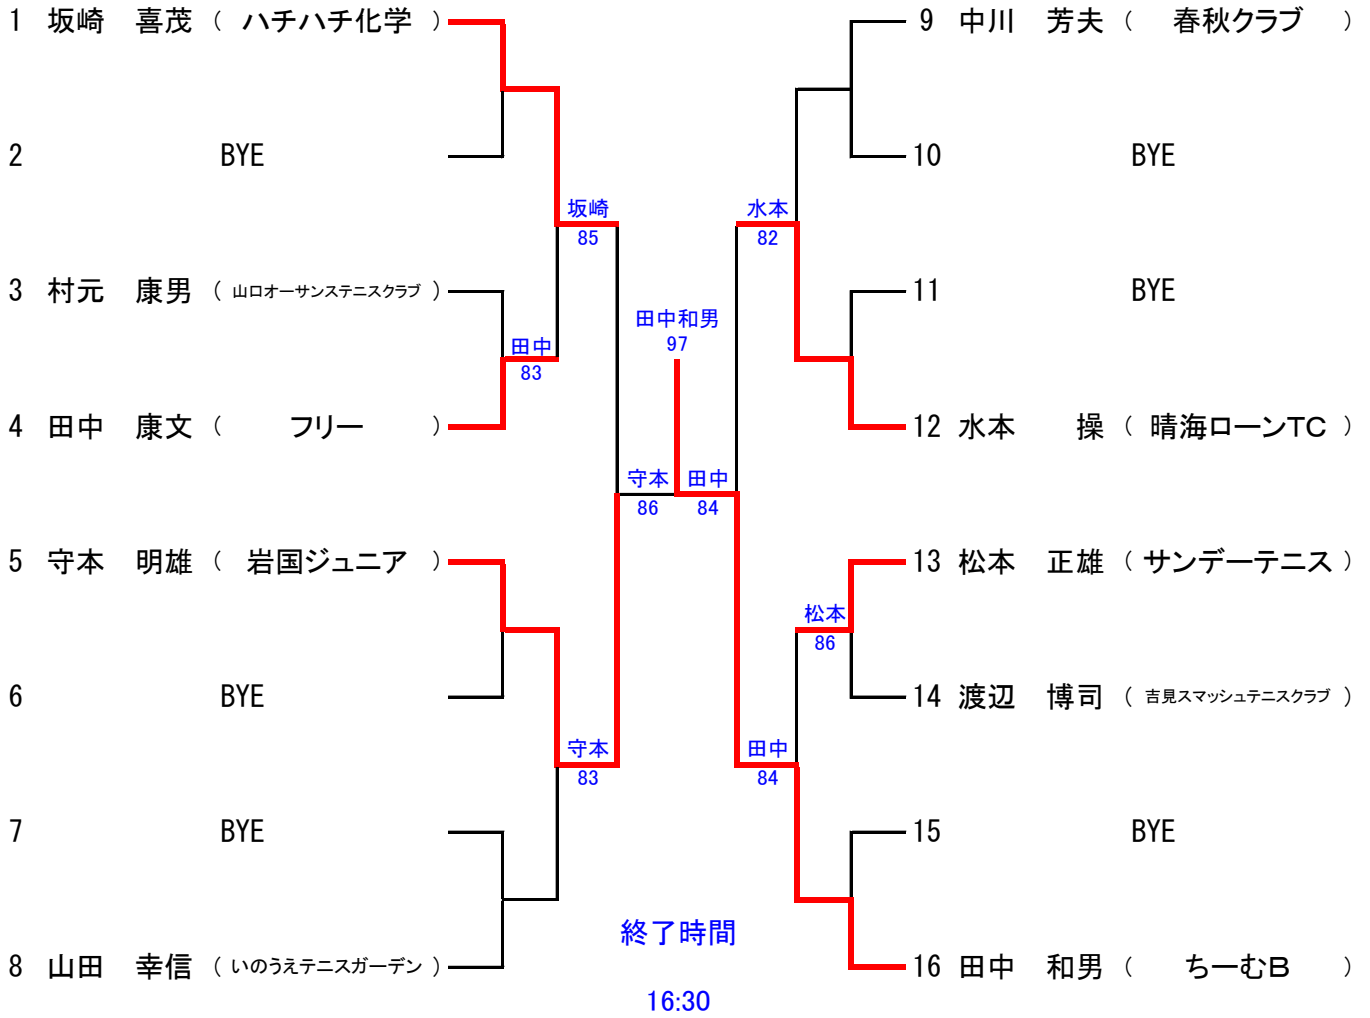 1 坂崎　喜茂 （ ハチハチ化学 ）
2 BYE
坂崎
85
3 村元　康男 （ 山口オーサンステニスクラブ ）
田中
83
4 田中　康文 （ フリー ）
守本
86
5 守本　明雄 （ 岩国ジュニア ）
6 BYE
守本
83
7 BYE
8 山田　幸信 （ いのうえテニスガーデン ）
田中和男
97
9 中川　芳夫 （ 春秋クラブ ）
10 BYE
水本
82
11 BYE
12 水本　操 （ 晴海ローンTC ）
田中
84
13 松本　正雄 （ サンデーテニス ）
松本
86
14 渡辺　博司 （ 吉見スマッシュテニスクラブ ）
田中
84
15 BYE
16 田中　和男 （ ちーむB ）
終了時間
16:30